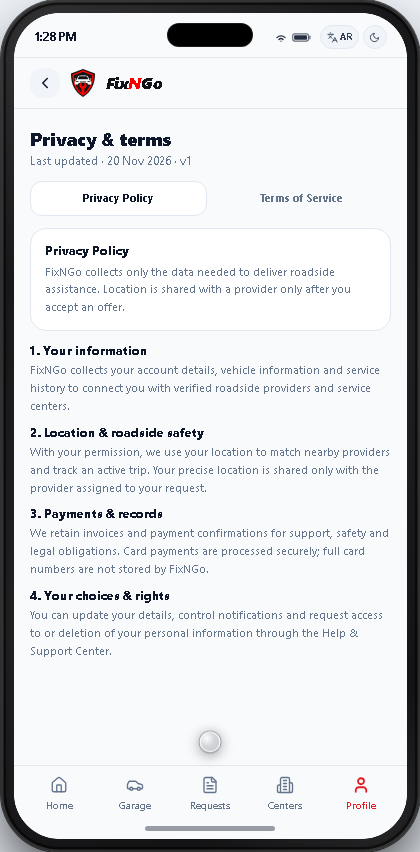 1:28 PM
AR
FixNGo
Privacy & terms
Last updated · 20 Nov 2026 · v1
Privacy Policy
Terms of Service
Privacy Policy
FixNGo collects only the data needed to deliver roadside
assistance. Location is shared with a provider only after you
accept an offer.
1. Your information
FixNGo collects your account details, vehicle information and service
history to connect you with verified roadside providers and service
centers.
2. Location & roadside safety
With your permission, we use your location to match nearby providers
and track an active trip. Your precise location is shared only with the
provider assigned to your request.
3. Payments & records
We retain invoices and payment confirmations for support, safety and
legal obligations. Card payments are processed securely; full card
numbers are not stored by FixNGo.
4. Your choices & rights
You can update your details, control notifications and request access
to or deletion of your personal information through the Help &
Support Center.
Home
Garage
Requests
Centers
Profile